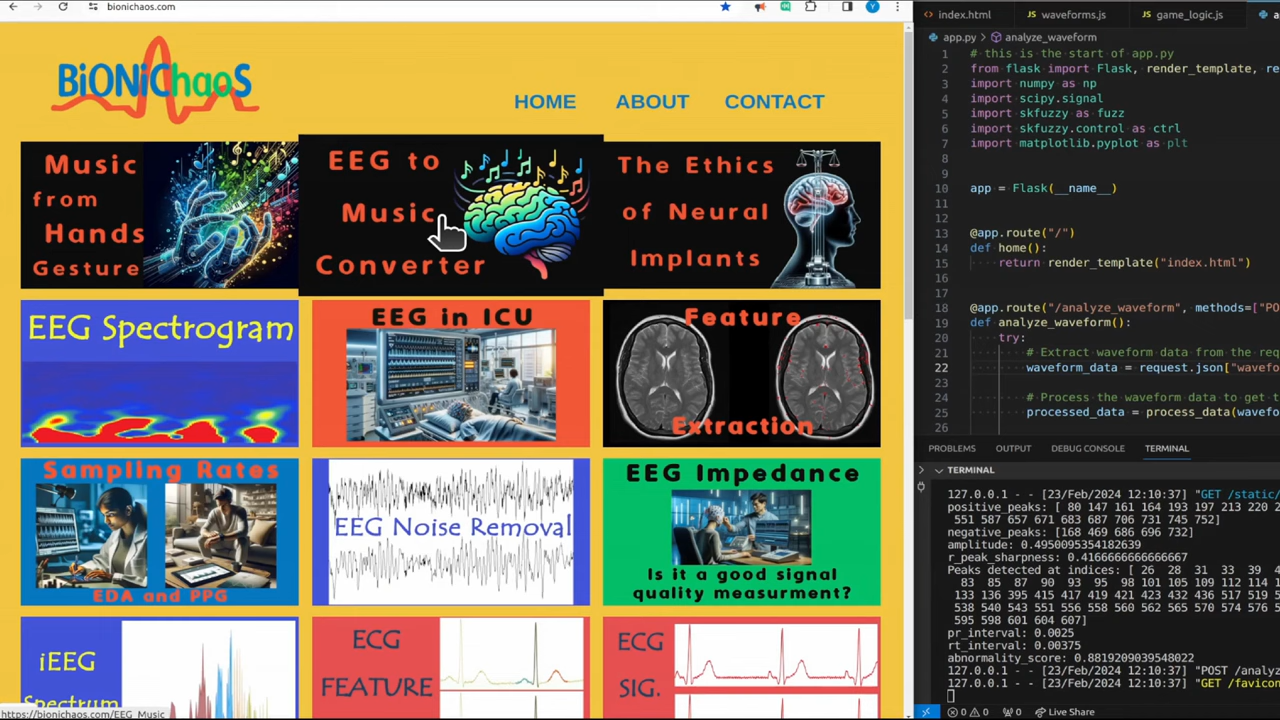 bionichaos.com
Y
BiONiChaoS
HOME ABOUT CONTACT
Music
from
Hands
Gesture
EEG to
Music
Converter
The Ethics
of Neural
Implants
EEG Spectrogram
EEG in ICU
Feature
Extraction
Sampling Rates
EDA and PPG
EEG Noise Removal
EEG Impedance
Is it a good signal
quality measurment?
iEEG
Spectrum
ECG
FEATURE
ECG
SIG.
https://bionichaos.com/EEG_Music
index.html JS waveforms.js JS game_logic.js a
app.py > analyze_waveform
1 # this is the start of app.py
2 from flask import Flask, render_template, re
3 import numpy as np
4 import scipy.signal
5 import skfuzzy as fuzz
6 import skfuzzy.control as ctrl
7 import matplotlib.pyplot as plt
8
9
10 app = Flask(__name__)
11
12
13 @app.route("/")
14 def home():
15 return render_template("index.html")
16
17
18 @app.route("/analyze_waveform", methods=["PO
19 def analyze_waveform():
20 try:
21 # Extract waveform data from the req
22 waveform_data = request.json["wavefo
23
24 # Process the waveform data to get t
25 processed_data = process_data(wavefo
26
PROBLEMS OUTPUT DEBUG CONSOLE TERMINAL
TERMINAL
127.0.0.1 - - [23/Feb/2024 12:10:37] "GET /static/
positive_peaks: [ 80 147 161 164 193 197 213 220 2
551 587 657 671 683 687 706 731 745 752]
negative_peaks: [168 469 686 696 732]
amplitude: 0.4950095354182639
r_peak_sharpness: 0.4166666666666667
Peaks detected at indices: [ 26 28 31 33 39 4
83 85 87 90 93 95 98 101 105 109 112 114 1
133 136 395 415 417 419 421 432 436 517 519 5
538 540 543 551 556 558 560 562 565 570 574 576 5
595 598 601 604 607]
pr_interval: 0.0025
rt_interval: 0.00375
abnormality_score: 0.8819209039548022
127.0.0.1 - - [23/Feb/2024 12:10:37] "POST /analyz
127.0.0.1 - - [23/Feb/2024 12:10:37] "GET /favicon
0 0 0 Live Share